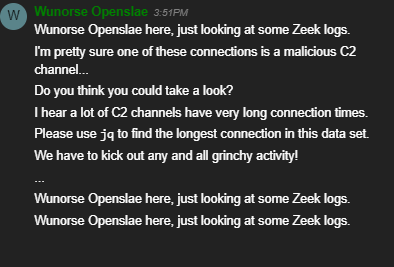 W
Wunorse Openslae 3:51PM
Wunorse Openslae here, just looking at some Zeek logs.
I'm pretty sure one of these connections is a malicious C2
channel...
Do you think you could take a look?
I hear a lot of C2 channels have very long connection times.
Please use jq to find the longest connection in this data set.
We have to kick out any and all grinchy activity!
...
Wunorse Openslae here, just looking at some Zeek logs.
Wunorse Openslae here, just looking at some Zeek logs.